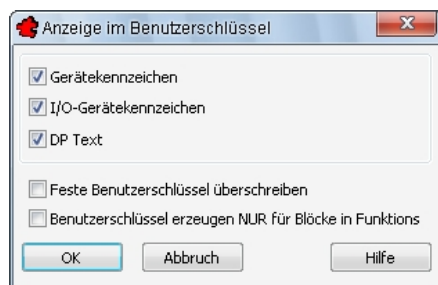 Anzeige im Benutzerschlüssel
Gerätekennzeichen
I/O-Gerätekennzeichen
DP Text
Feste Benutzerschlüssel überschreiben
Benutzerschlüssel erzeugen NUR für Blöcke in Funktions
OK Abbruch Hilfe